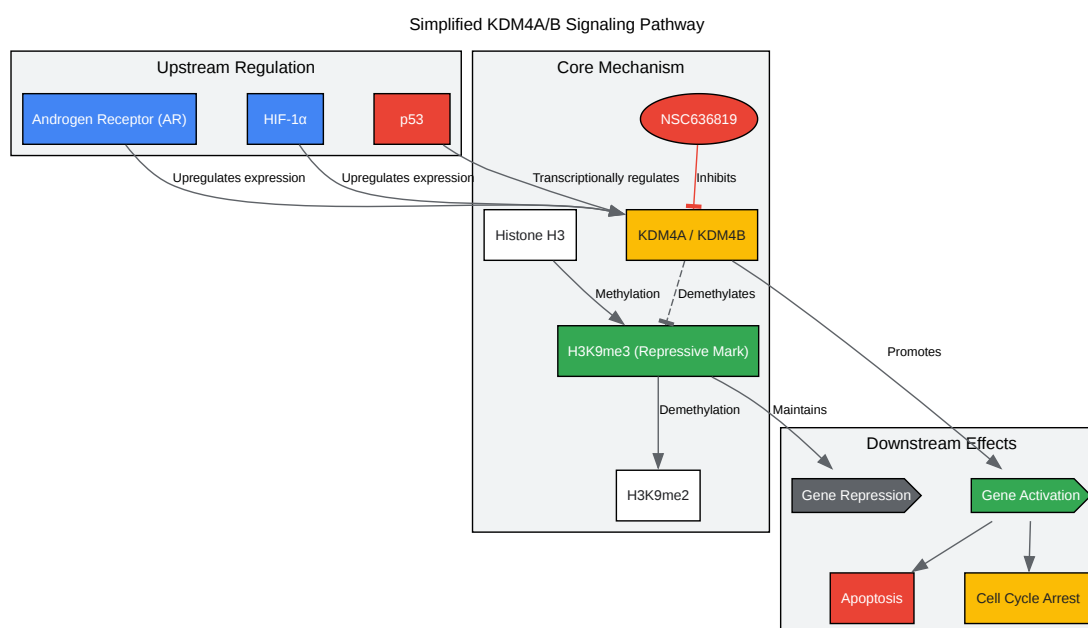 Simplified KDM4A/B Signaling Pathway
Upstream Regulation
Core Mechanism
Androgen Receptor (AR)
HIF-1α
p53
NSC636819
Upregulates expression
Upregulates expression
Transcriptionally regulates
Inhibits
Histone H3
KDM4A / KDM4B
Methylation
Demethylates
H3K9me3 (Repressive Mark)
Promotes
Demethylation
Maintains
Downstream Effects
H3K9me2
Gene Repression
Gene Activation
Apoptosis
Cell Cycle Arrest